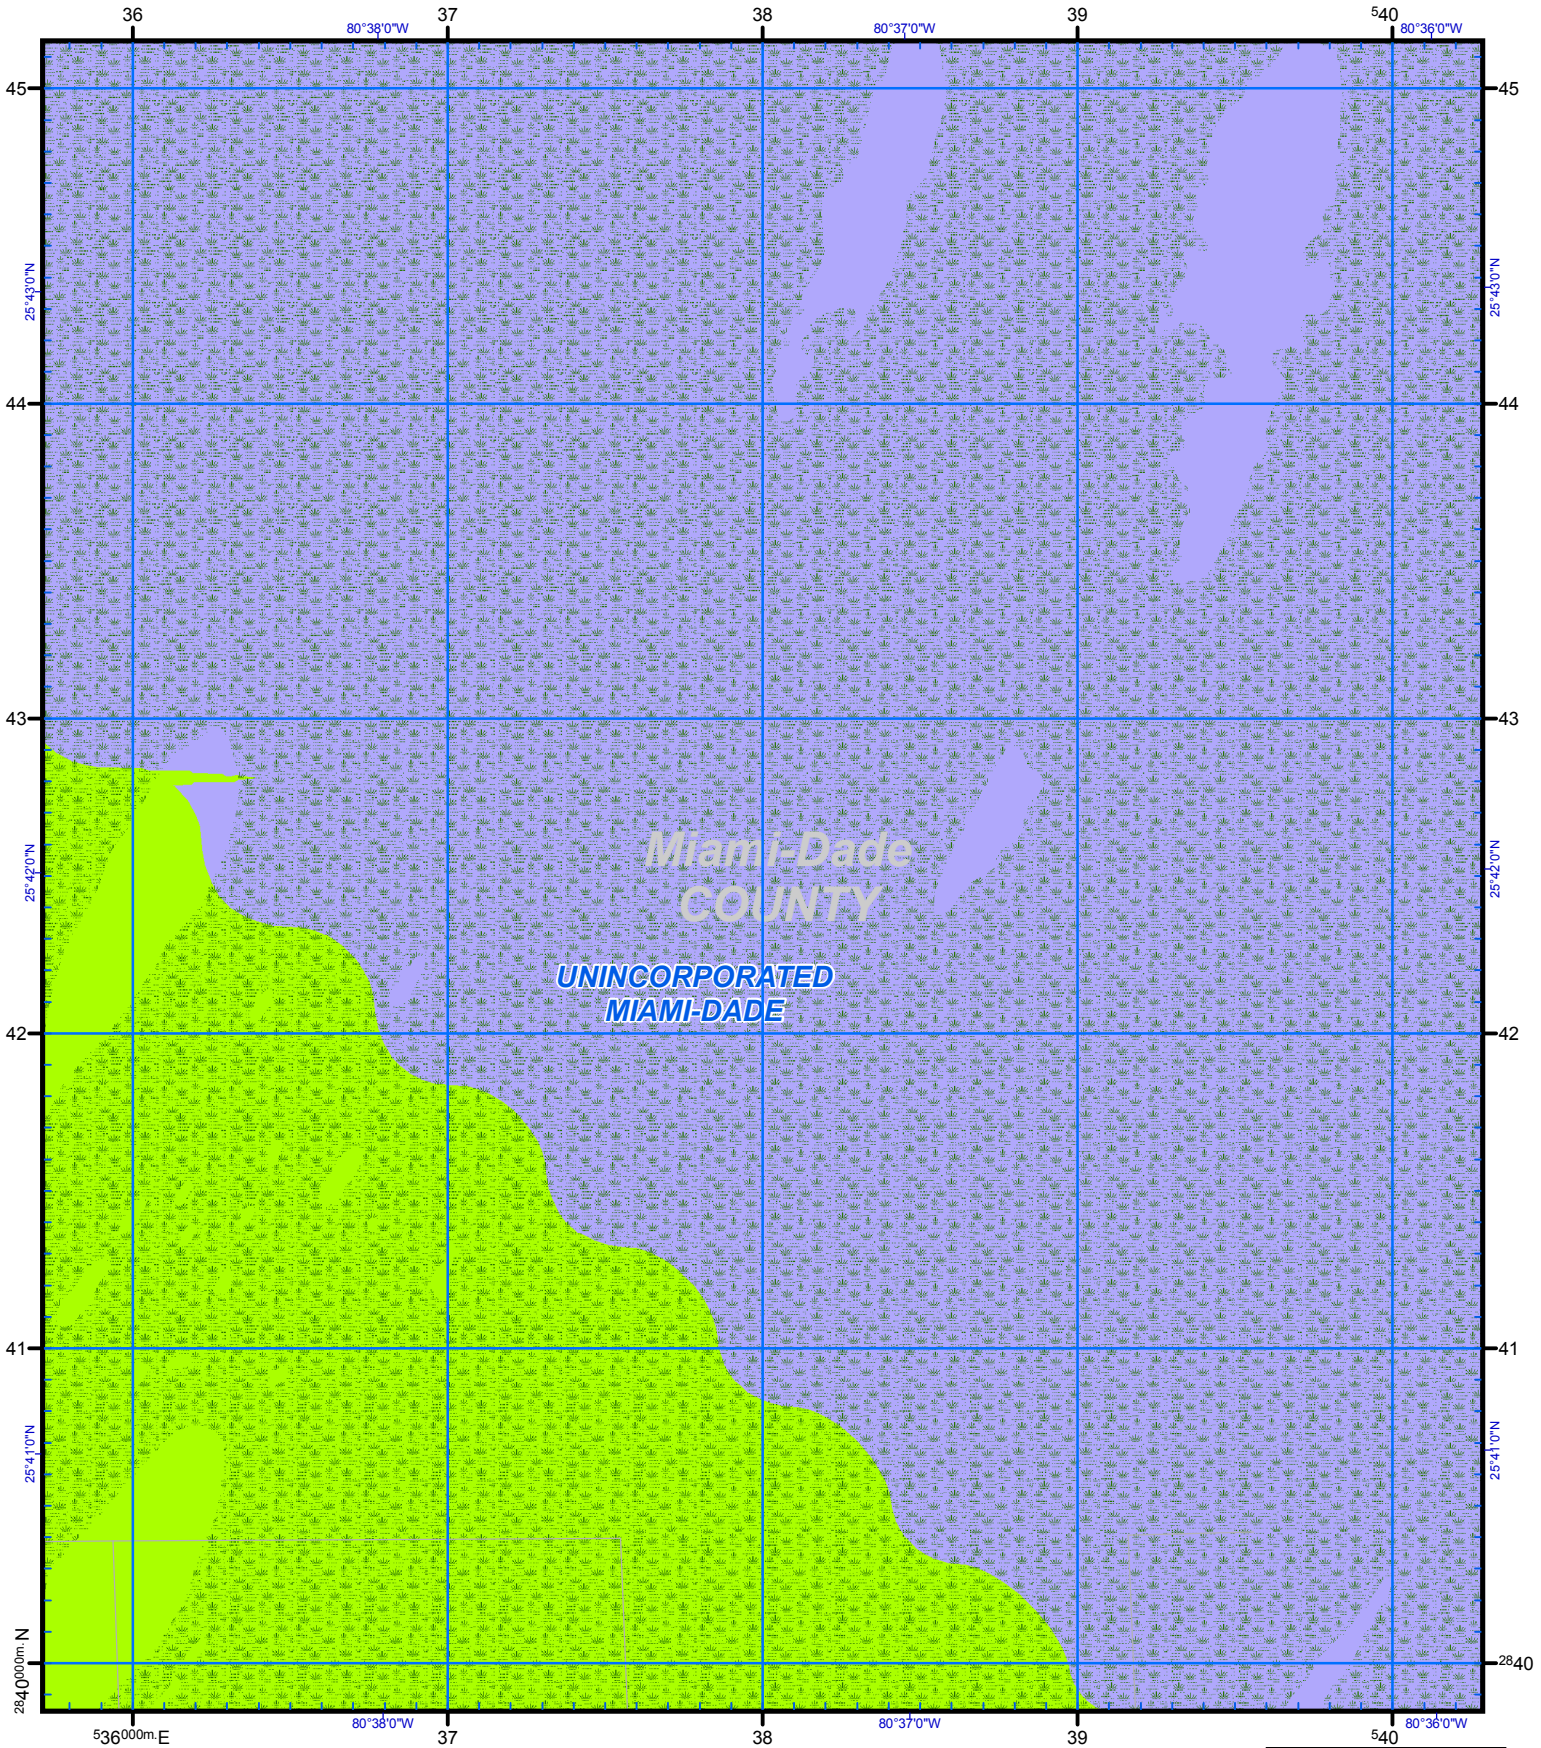 36 37 38 39 540
80°38'0"W 80°37'0"W 80°36'0"W
45 45
25°43'0"N 25°43'0"N
44 44
43 43
Miami-Dade
COUNTY
25°42'0"N 25°42'0"N
UNINCORPORATED
MIAMI-DADE
42 42
41 41
25°41'0"N 25°41'0"N
2840000m. N 2840
80°38'0"W 80°37'0"W 80°36'0"W
536000m. E 37 38 39 540